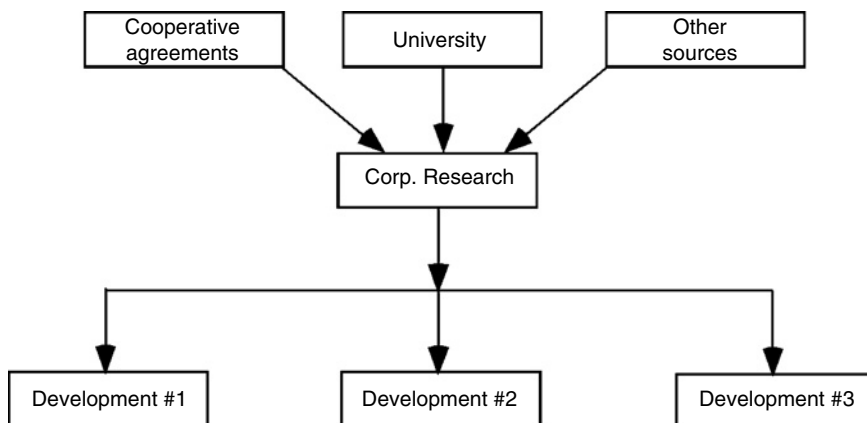 Cooperative
agreements
University
Other
sources
Corp. Research
Development #1
Development #2
Development #3